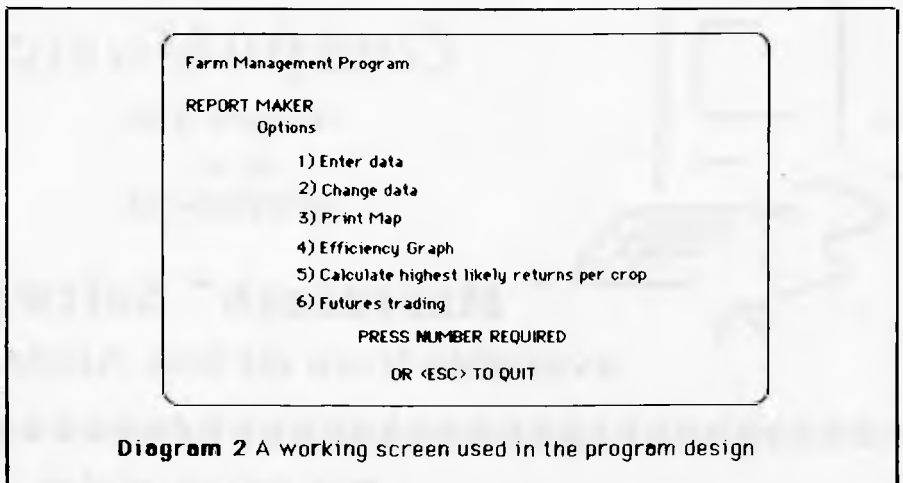 Farm Management Program
REPORT MAKER
Options
1) Enter data
2) Change data
3) Print Map
4) Efficiency Graph
5) Calculate highest likely returns per crop
6) Futures trading
PRESS NUMBER REQUIRED
OR <ESC> TO QUIT
Diagram 2 A working screen used in the program design